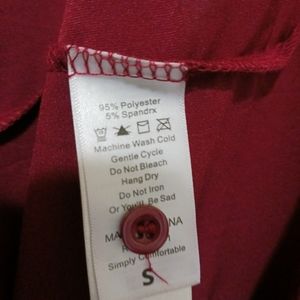 95% Polyester
5% Spandrx
Machine Wash Cold
Gentle Cycle
Do Not Bleach
Hang Dry
Do Not Iron
Or You'll Be Sad
Simply Comfortable
S